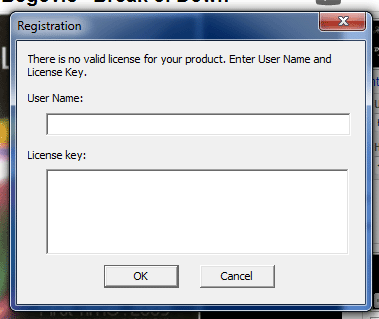 Registration
There is no valid license for your product. Enter User Name and
License Key.
User Name:
License key:
OK
Cancel